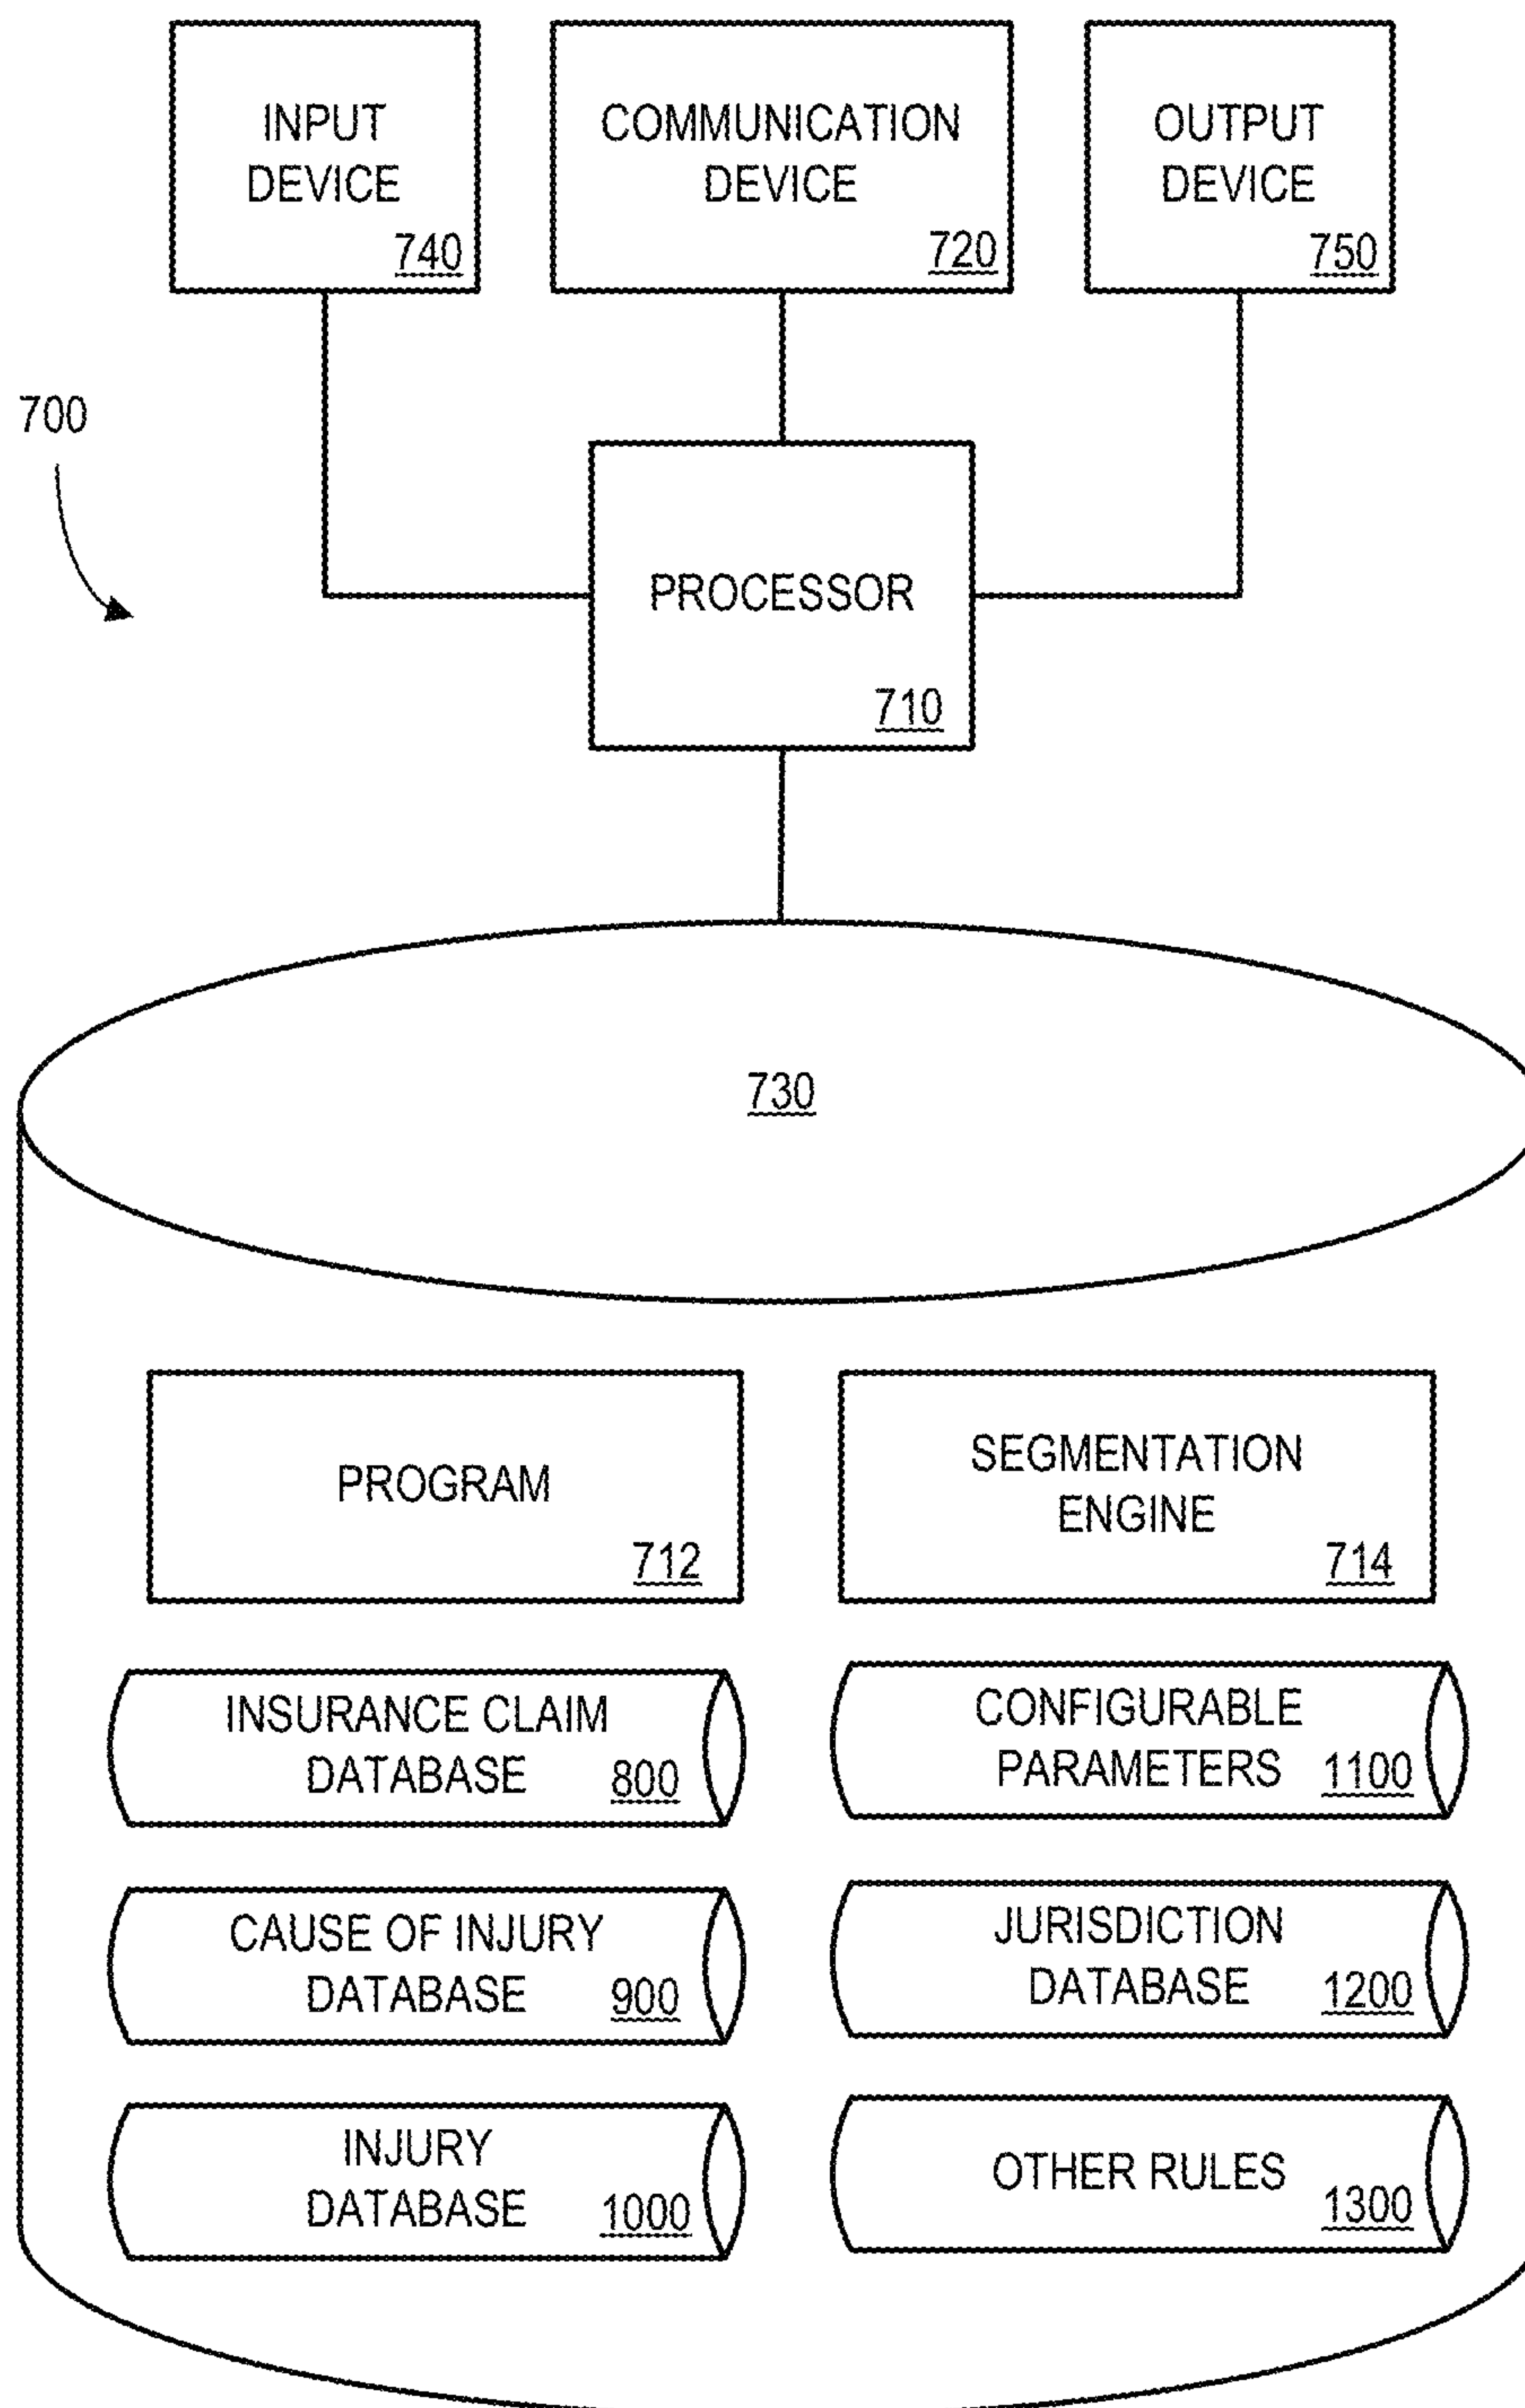 INPUT
DEVICE
740
COMMUNICATION
DEVICE
720
OUTPUT
DEVICE
750
700
PROCESSOR
710
730
PROGRAM
712
SEGMENTATION
ENGINE
714
INSURANCE CLAIM
DATABASE
800
CONFIGURABLE
PARAMETERS
1100
CAUSE OF INJURY
DATABASE
900
JURISDICTION
DATABASE
1200
INJURY
DATABASE
1000
OTHER RULES
1300